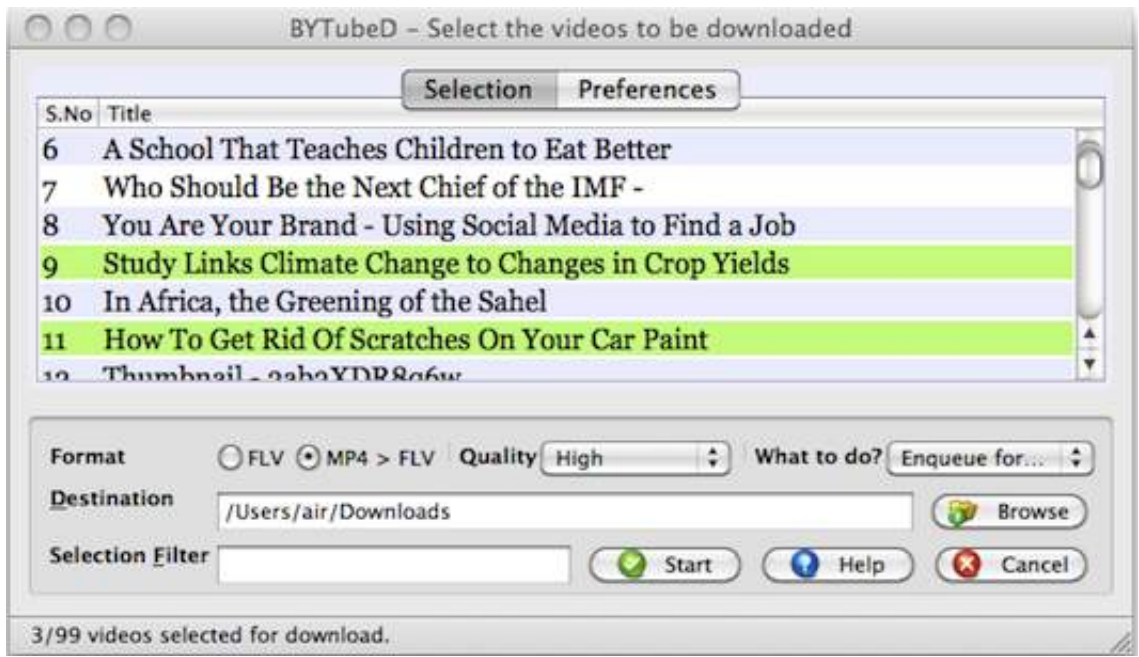 BYTubeD – Select the videos to be downloaded
Selection Preferences
S.No Title
6 A School That Teaches Children to Eat Better
7 Who Should Be the Next Chief of the IMF -
8 You Are Your Brand - Using Social Media to Find a Job
9 Study Links Climate Change to Changes in Crop Yields
10 In Africa, the Greening of the Sahel
11 How To Get Rid Of Scratches On Your Car Paint
12 Thumbnail -
Format FLV MP4 > FLV Quality High What to do? Enqueue for...
Destination /Users/air/Downloads Browse
Selection Filter Start Help Cancel
3/99 videos selected for download.